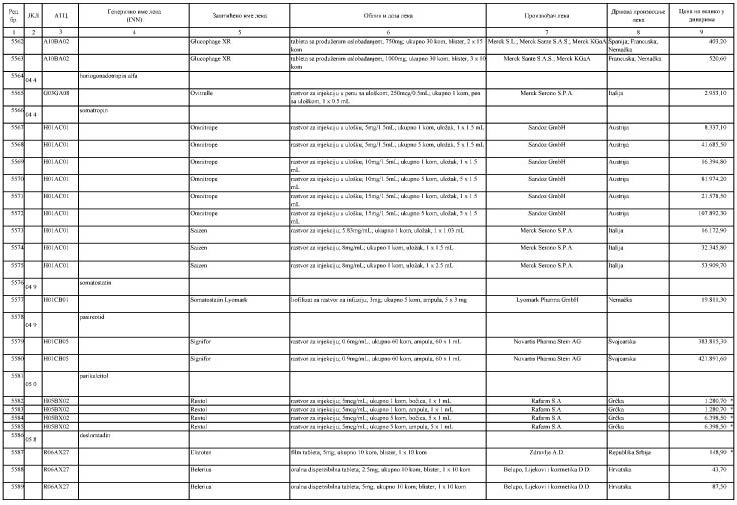 Ред. бр. ЈКЛ АТЦ Генеричко име лека (INN) Заштићено име лека Облик и доза лека Произвођач лека Држава произвођача лека Цена на велико у динарима
1 2 3 4 5 6 7 8 9
5562 A10BA02 Glucophage XR tableta sa produženim oslobađanjem; 750mg; ukupno 30 kom, blister, 2 x 15 kom Merck S.L.; Merck Sante S.A.S.; Merck KGaA Španija; Francuska; Nemačka 403,20
5563 A10BA02 Glucophage XR tableta sa produženim oslobađanjem; 1000mg; ukupno 30 kom, blister, 3 x 10 kom Merck Sante S.A.S.; Merck KGaA Francuska; Nemačka 520,60
5564 04 4 horiogonadotropin alfa
5565 G03GA08 Ovitrelle rastvor za injekciju u penu sa uloškom; 250mcg/0.5mL; ukupno 1 kom, pen sa uloškom, 1 x 0.5 mL Merck Serono S.P.A. Italija 2.953,10
5566 04 4 somatropin
5567 H01AC01 Omnitrope rastvor za injekciju u ulošku; 5mg/1.5mL; ukupno 1 kom, uložak, 1 x 1.5 mL Sandoz GmbH Austrija 8.337,10
5568 H01AC01 Omnitrope rastvor za injekciju u ulošku; 5mg/1.5mL; ukupno 5 kom, uložak, 5 x 1.5 mL Sandoz GmbH Austrija 41.685,50
5569 H01AC01 Omnitrope rastvor za injekciju u ulošku; 10mg/1.5mL; ukupno 1 kom, uložak, 1 x 1.5 mL Sandoz GmbH Austrija 16.394,80
5570 H01AC01 Omnitrope rastvor za injekciju u ulošku; 10mg/1.5mL; ukupno 5 kom, uložak, 5 x 1.5 mL Sandoz GmbH Austrija 81.974,20
5571 H01AC01 Omnitrope rastvor za injekciju u ulošku; 15mg/1.5mL; ukupno 1 kom, uložak, 1 x 1.5 mL Sandoz GmbH Austrija 21.578,50
5572 H01AC01 Omnitrope rastvor za injekciju u ulošku; 15mg/1.5mL; ukupno 5 kom, uložak, 5 x 1.5 mL Sandoz GmbH Austrija 107.892,30
5573 H01AC01 Saizen rastvor za injekciju; 5.83mg/mL; ukupno 1 kom, uložak, 1 x 1.03 mL Merck Serono S.P.A. Italija 16.172,90
5574 H01AC01 Saizen rastvor za injekciju; 8mg/mL; ukupno 1 kom, uložak, 1 x 1.5 mL Merck Serono S.P.A. Italija 32.345,80
5575 H01AC01 Saizen rastvor za injekciju; 8mg/mL; ukupno 1 kom, uložak, 1 x 2.5 mL Merck Serono S.P.A. Italija 53.909,70
5576 04 9 somatostatin
5577 H01CB01 Somatostatin Lyomark liofilizat za rastvor za infuziju; 3mg; ukupno 5 kom, ampula, 5 x 3 mg Lyomark Pharma GmbH Nemačka 19.811,30
5578 04 9 pasireotid
5579 H01CB05 Signifor rastvor za injekciju; 0.6mg/mL; ukupno 60 kom, ampula, 60 x 1 mL Novartis Pharma Stein AG Švajcarska 383.815,30
5580 H01CB05 Signifor rastvor za injekciju; 0.9mg/mL; ukupno 60 kom, ampula, 60 x 1 mL Novartis Pharma Stein AG Švajcarska 421.891,60
5581 05 0 parikalcitol
5582 H05BX02 Rextol rastvor za injekciju; 5mcg/mL; ukupno 1 kom, bočica, 1 x 1 mL Rafarm S.A. Grčka 1.280,70 *
5583 H05BX02 Rextol rastvor za injekciju; 5mcg/mL; ukupno 1 kom, ampula, 1 x 1 mL Rafarm S.A. Grčka 1.280,70 *
5584 H05BX02 Rextol rastvor za injekciju; 5mcg/mL; ukupno 5 kom, bočica, 5 x 1 mL Rafarm S.A. Grčka 6.398,50 *
5585 H05BX02 Rextol rastvor za injekciju; 5mcg/mL; ukupno 5 kom, ampula, 5 x 1 mL Rafarm S.A. Grčka 6.398,50 *
5586 05 8 desloratadin
5587 R06AX27 film tableta; 5mg; ukupno 10 kom, blister, 1 x 10 kom Zdravlje A.D. Republika Srbija 148,90 *
5588 R06AX27 oralna disperzibilna tableta; 2.5mg; ukupno 10 kom, blister, 1 x 10 kom Belupo, Lijekovi i kozmetika D.D. Hrvatska 43,70
5589 R06AX27 oralna disperzibilna tableta; 5mg; ukupno 10 kom, blister, 1 x 10 kom Belupo, Lijekovi i kozmetika D.D. Hrvatska 87,50